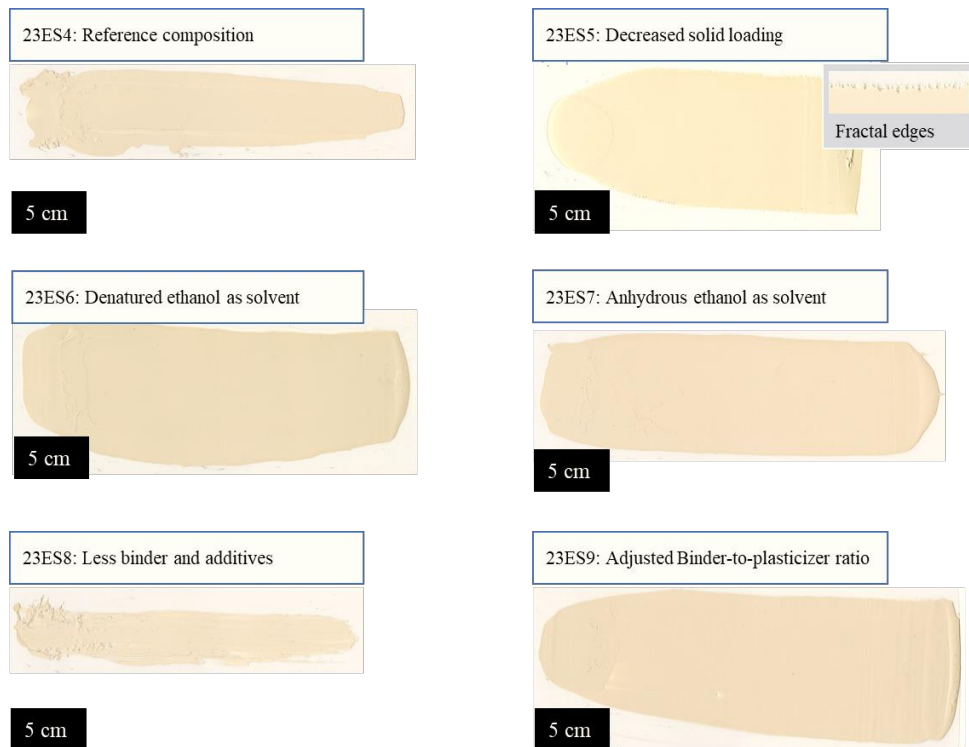 23ES4: Reference composition
23ES5: Decreased solid loading
Fractal edges
5 cm
5 cm
23ES6: Denatured ethanol as solvent
23ES7: Anhydrous ethanol as solvent
5 cm
5 cm
23ES8: Less binder and additives
23ES9: Adjusted Binder-to-plasticizer ratio
5 cm
5 cm